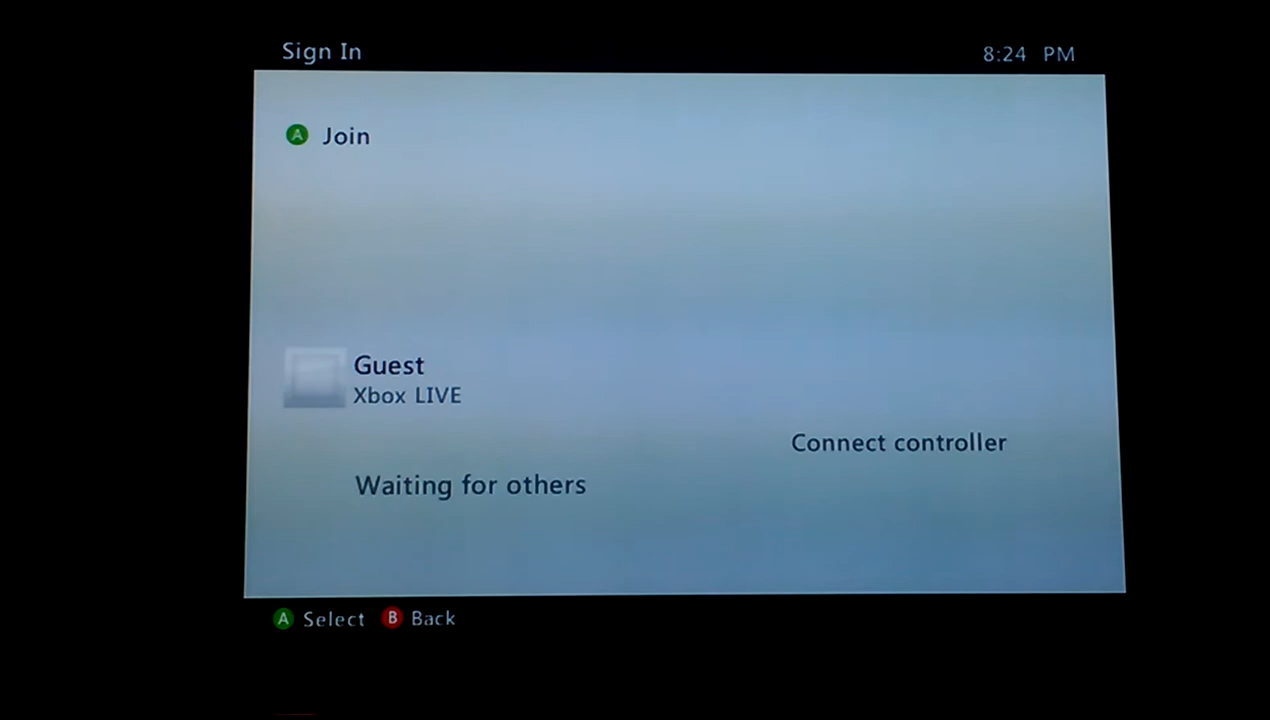 Sign In
8:24 PM
A Join
Guest
Xbox LIVE
Connect controller
Waiting for others
A Select B Back